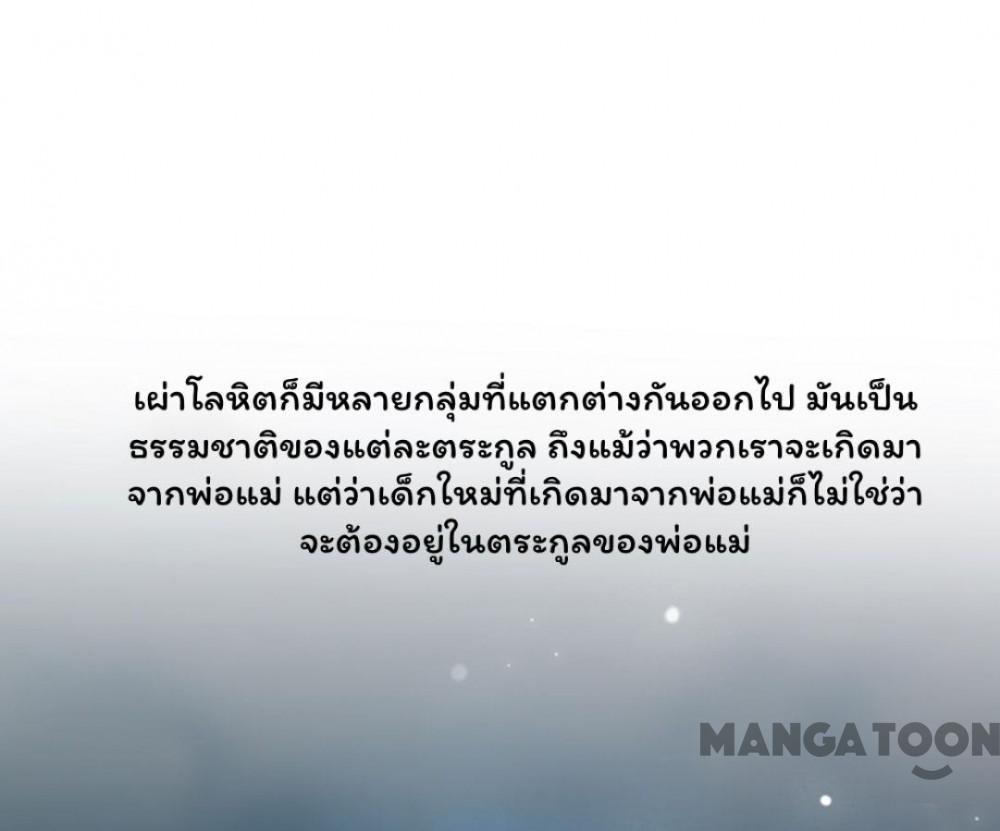 เผ่าโลหิตก็มีหลายกลุ่มที่แตกต่างกันออกไป มันเป็น
ธรรมชาติของแต่ละตระกูล ถึงแม้ว่าพวกเราจะเกิดมา
จากพ่อแม่ แต่ว่าเด็กใหม่ที่เกิดมาจากพ่อแม่ก็ไม่ใช่ว่า
จะต้องอยู่ในตระกูลของพ่อแม่
MANGA TOON